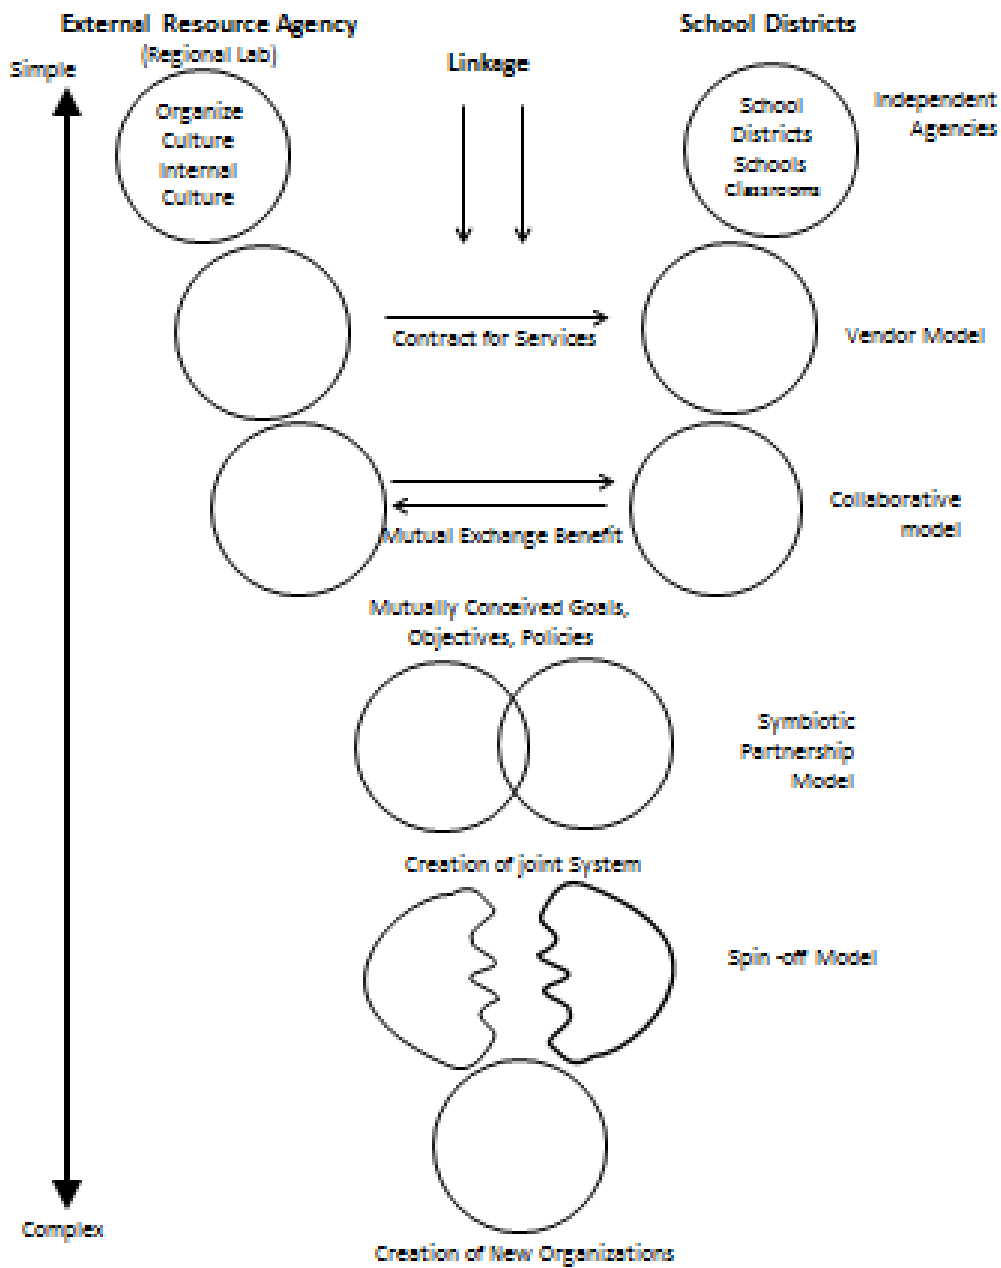 External Resource Agency
(Regional Lab)
School Districts
Simple
Linkage
Organize
Culture
Internal
Culture
School
Districts
Schools
Classrooms
Independent
Agencies
Contract for Services
Vendor Model
Mutual Exchange Benefit
Collaborative
model
Mutually Conceived Goals,
Objectives, Policies
Symbiotic
Partnership
Model
Creation of joint System
Spin -off Model
Complex
Creation of New Organizations